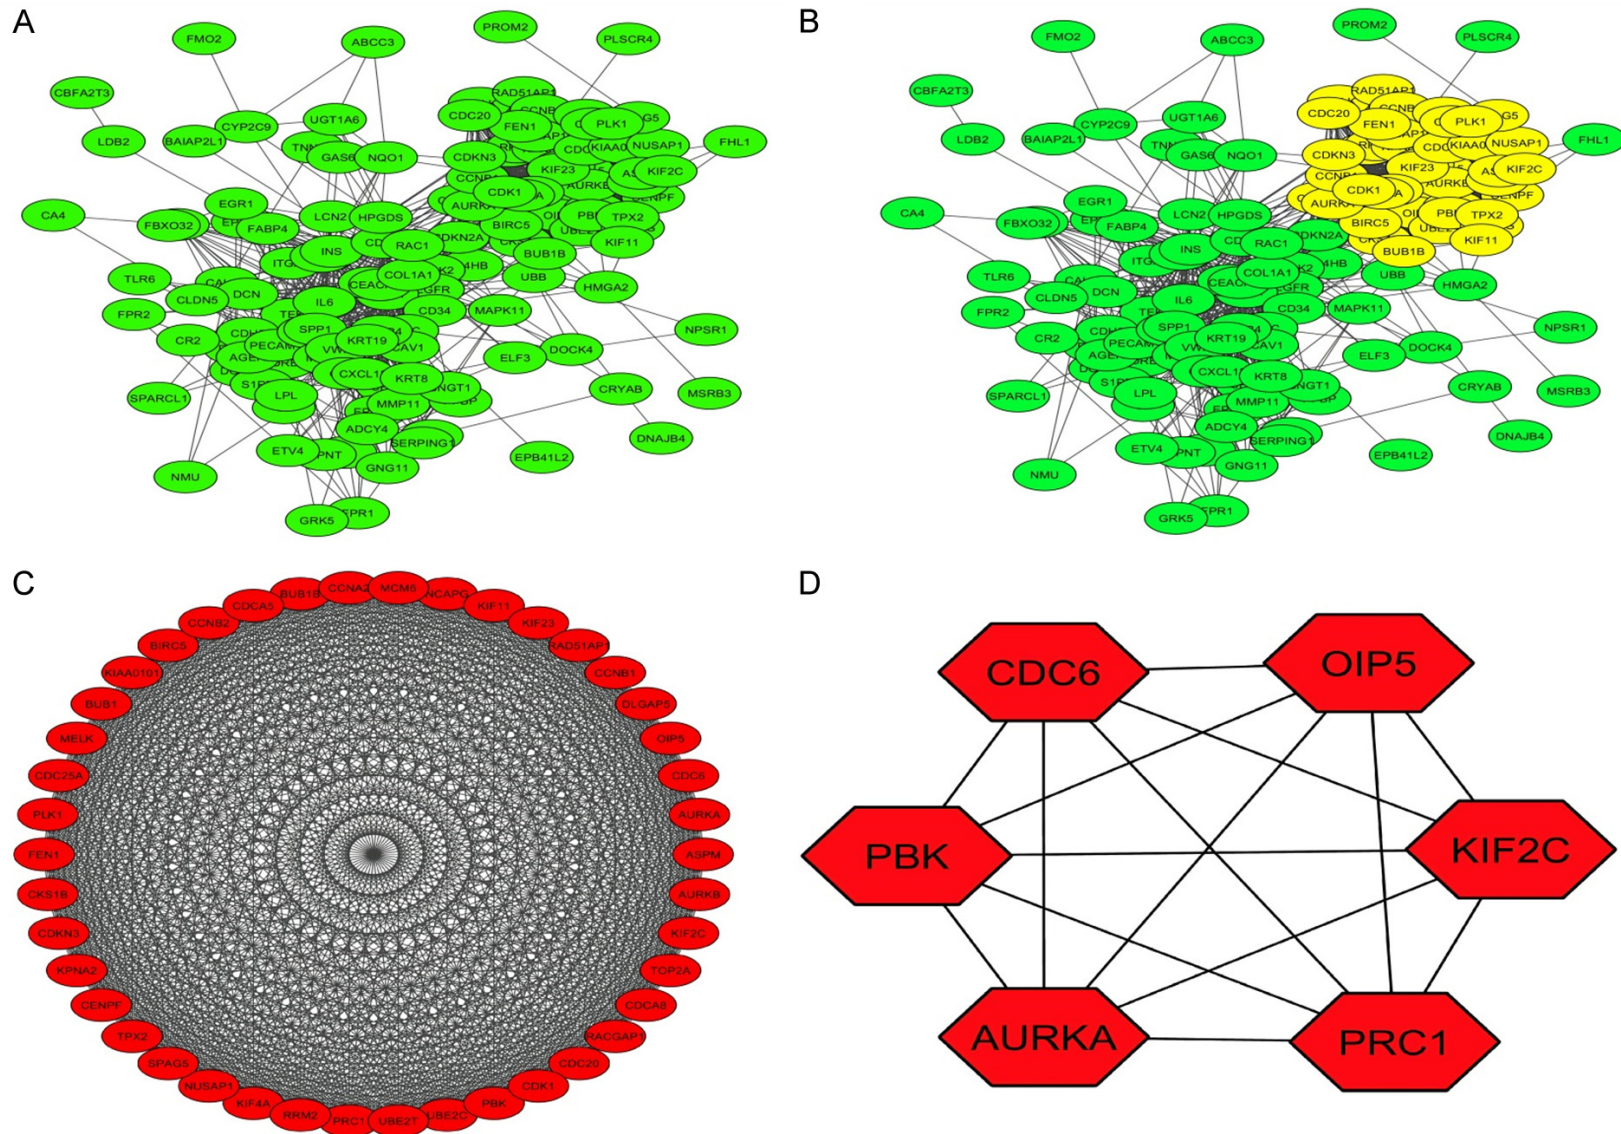 A
FMO2
ABCC3
PROM2
PLSCR4
CBFA2T3
RAD51AP1
CDC20
CYP2C9
UGT1A6
FEN1
PLK1
LDB2
BAIAP2L1
GAS6
NQO1
CDKN3
KIF23
NUSAP1
KIF2C
FHL1
CDK1
AURKA
EGR1
LCN2
HPGDS
BIRC5
TPX2
CA4
FBXO32
FABP4
RAC1
KIF11
INS
BUB1B
TLR6
COL1A1
UBB
HMGA2
CLDN5
DCN
IL6
CD34
MAPK11
FPR2
SPP1
NPSR1
CR2
KRT19
DOCK4
ELF3
KRT8
CRYAB
MSRB3
SPARCL1
LPL
MMP11
ADCY4
SERPING1
DNAJB4
ETV4
GNG11
EPB41L2
NMU
GRK5
B
FMO2
ABCC3
PROM2
PLSCR4
CBFA2T3
RAD51AP1
CDC20
CYP2C9
UGT1A6
FEN1
PLK1
LDB2
BAIAP2L1
GAS6
NQO1
CDKN3
KIF23
NUSAP1
KIF2C
FHL1
CDK1
EGR1
LCN2
HPGDS
BIRC5
TPX2
CA4
FBXO32
FABP4
RAC1
KIF11
INS
BUB1B
TLR6
COL1A1
UBB
HMGA2
CLDN5
DCN
IL6
CD34
MAPK11
FPR2
SPP1
NPSR1
CR2
KRT19
DOCK4
ELF3
KRT8
CRYAB
MSRB3
SPARCL1
LPL
MMP11
ADCY4
SERPING1
DNAJB4
ETV4
GNG11
EPB41L2
NMU
GRK5
C
CCNA2
MCM6
NCAPG
KIF11
KIF23
RAD51AP1
CCNB1
DLGAP5
OIP5
CDC6
AURKA
ASPM
AURKB
KIF2C
TOP2A
CDCA8
RACGAP1
CDC20
CDK1
PBK
UBE2C
UBE2T
PRC1
RRM2
KIF4A
NUSAP1
SPAG5
TPX2
CENPF
KPNA2
CDKN3
CKS1B
FEN1
PLK1
CDC25A
MELK
BUB1
KIAA0101
BIRC5
CCNB2
CDCA5
BUB1B
D
CDC6
OIP5
PBK
KIF2C
AURKA
PRC1